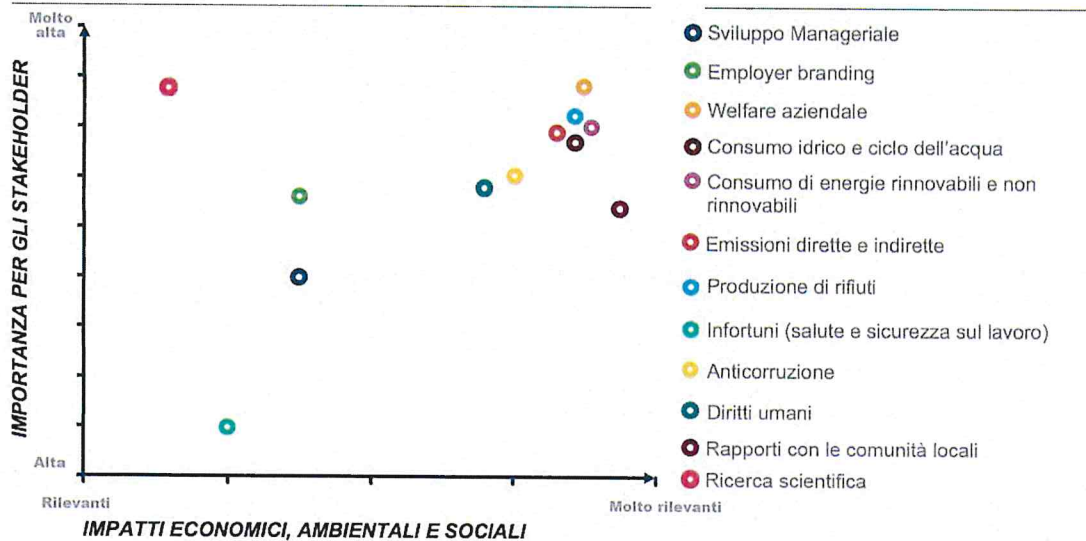 Molto
alta
IMPORTANZA PER GLI STAKEHOLDER
Alta
Rilevanti
Molto rilevanti
IMPATTI ECONOMICI, AMBIENTALI E SOCIALI
Sviluppo Manageriale
Employer branding
Welfare aziendale
Consumo idrico e ciclo dell'acqua
Consumo di energie rinnovabili e non
rinnovabili
Emissioni dirette e indirette
Produzione di rifiuti
Infortuni (salute e sicurezza sul lavoro)
Anticorruzione
Diritti umani
Rapporti con le comunità locali
Ricerca scientifica